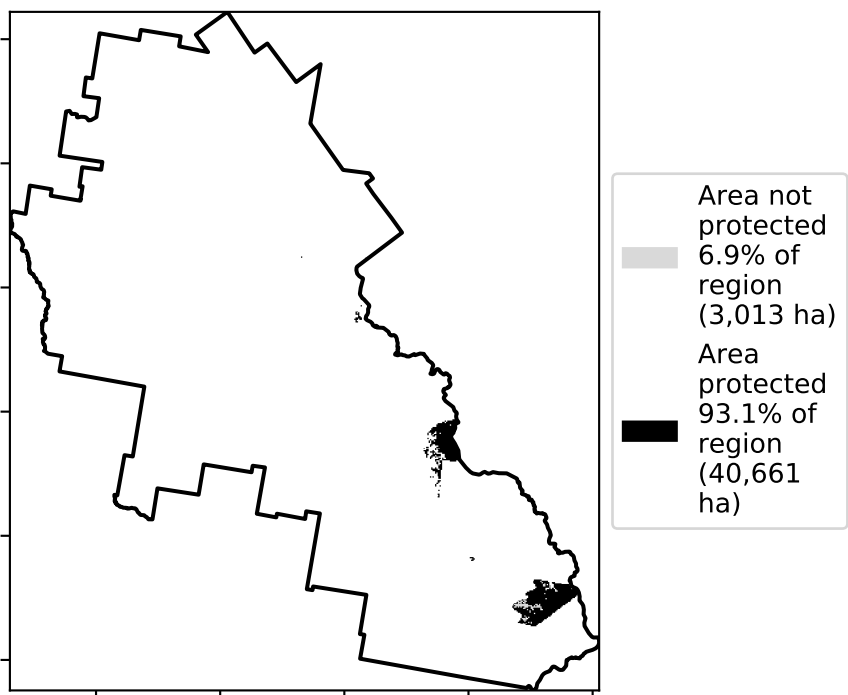 Area not
protected
6.9% of
region
(3,013 ha)
Area
protected
93.1% of
region
(40,661
ha)